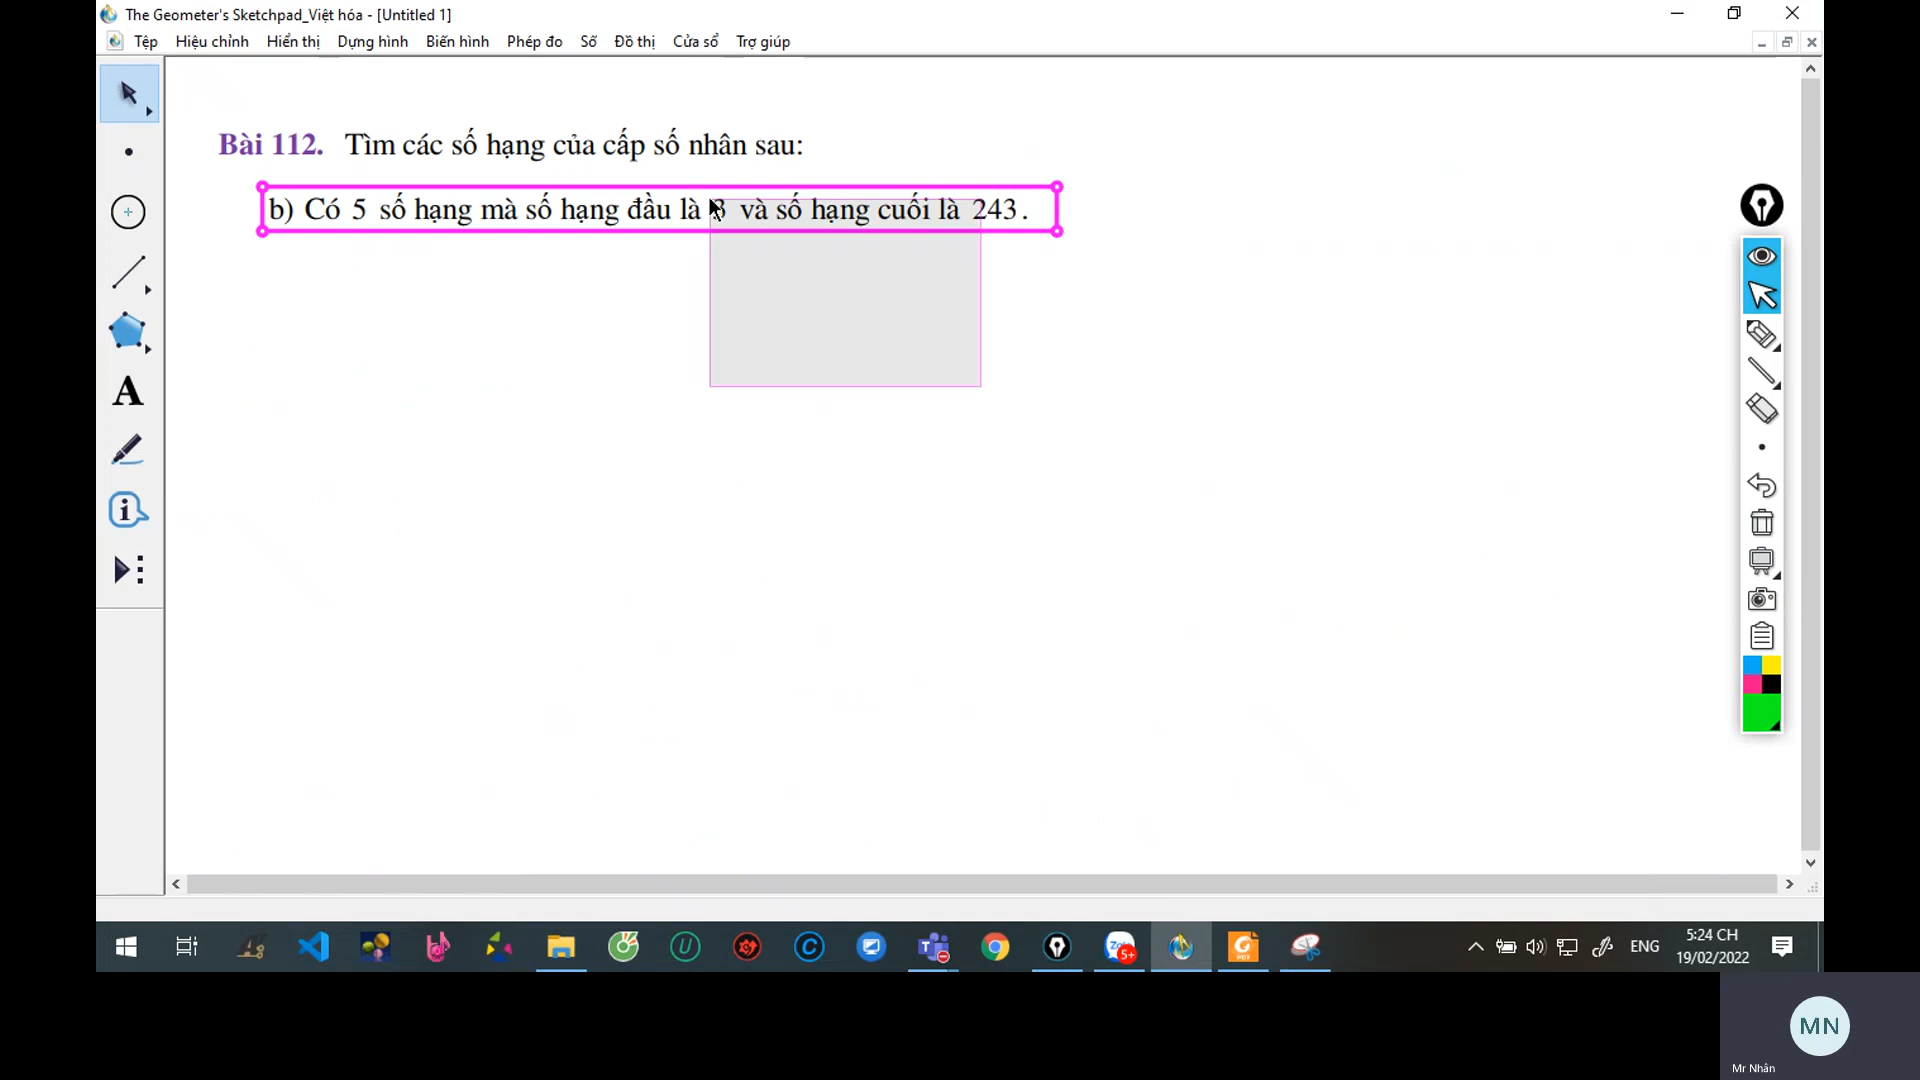 The Geometer's Sketchpad_Việt hóa - [Untitled 1]
Tệp Hiệu chỉnh Hiển thị Dựng hình Biến hình Phép đo Số Đồ thị Cửa sổ Trợ giúp
Bài 112. Tìm các số hạng của cấp số nhân sau:
b) Có 5 số hạng mà số hạng đầu là 3 và số hạng cuối là 243.
A
ENG
5:24 CH
19/02/2022
5+
MN
Mr Nhân